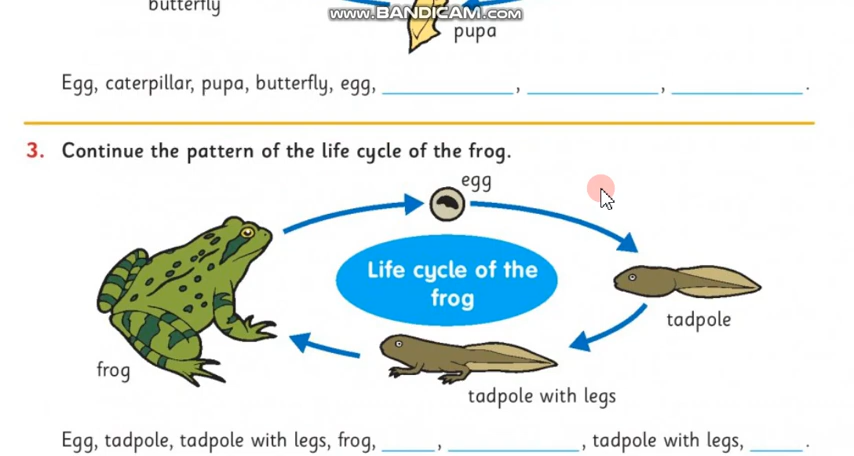 butterfly
www.BANDICAM.com
pupa
Egg, caterpillar, pupa, butterfly, egg, ____________, ____________, ____________.
3. Continue the pattern of the life cycle of the frog.
egg
Life cycle of the
frog
tadpole
frog
tadpole with legs
Egg, tadpole, tadpole with legs, frog, _____, ____________, tadpole with legs, _____.